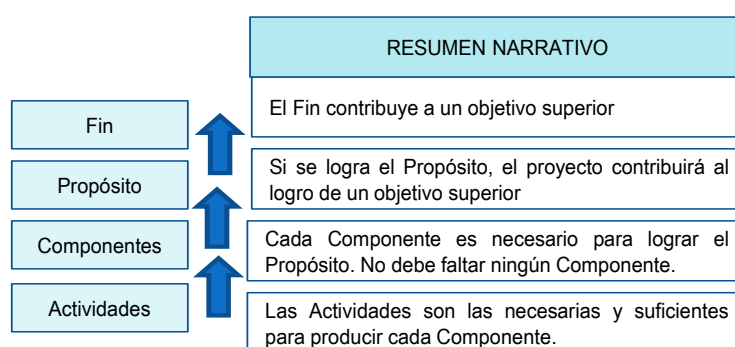 RESUMEN NARRATIVO
Fin
El Fin contribuye a un objetivo superior
Propósito
Si se logra el Propósito, el proyecto contribuirá al
logro de un objetivo superior
Componentes
Cada Componente es necesario para lograr el
Propósito. No debe faltar ningún Componente.
Actividades
Las Actividades son las necesarias y suficientes
para producir cada Componente.